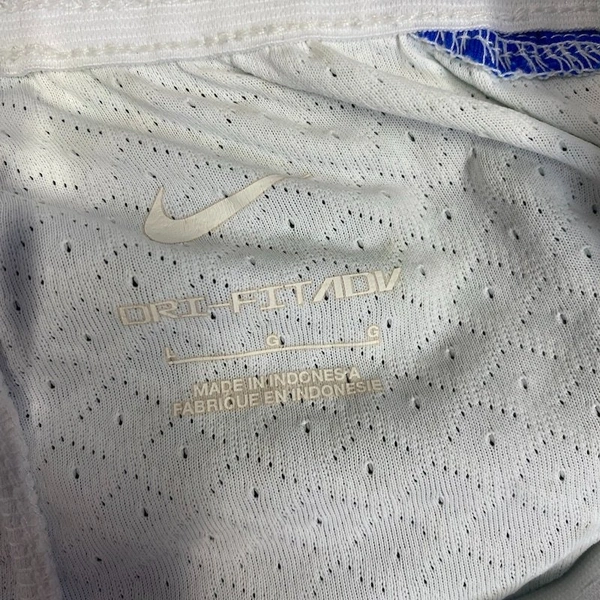 DRI-FIT ADV
L G G
MADE IN INDONESIA
FABRIQUE EN INDONESIE